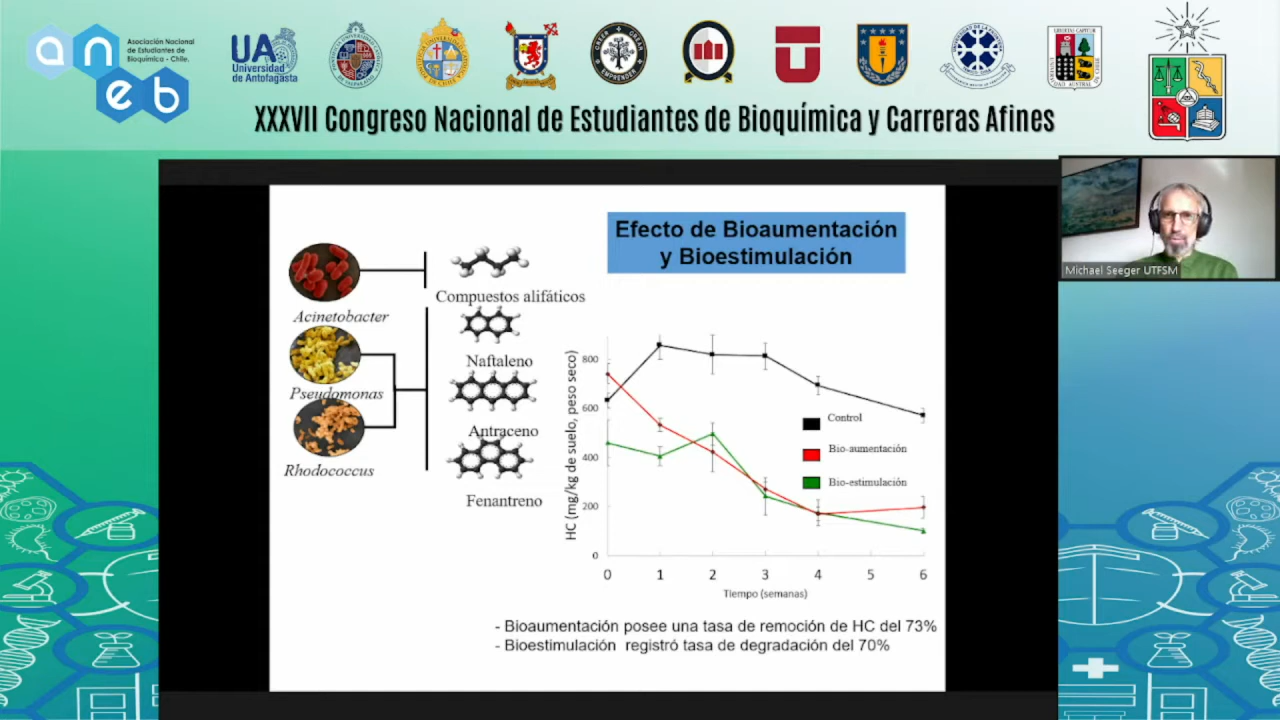 aneb
Asociación Nacional
de Estudiantes de
Bioquímica - Chile.
UA
Universidad
de Antofagasta
CREER CREAR
EMPRENDER
XXXVII Congreso Nacional de Estudiantes de Bioquímica y Carreras Afines
Michael Seeger UTFSM
Efecto de Bioaumentación
y Bioestimulación
Acinetobacter
Pseudomonas
Rhodococcus
Compuestos alifáticos
Naftaleno
Antraceno
Fenantreno
HC (mg/kg de suelo, peso seco)
800
600
400
200
0
0 1 2 3 4 5 6
Tiempo (semanas)
Control
Bio-aumentación
Bio-estimulación
- Bioaumentación posee una tasa de remoción de HC del 73%
- Bioestimulación registró tasa de degradación del 70%